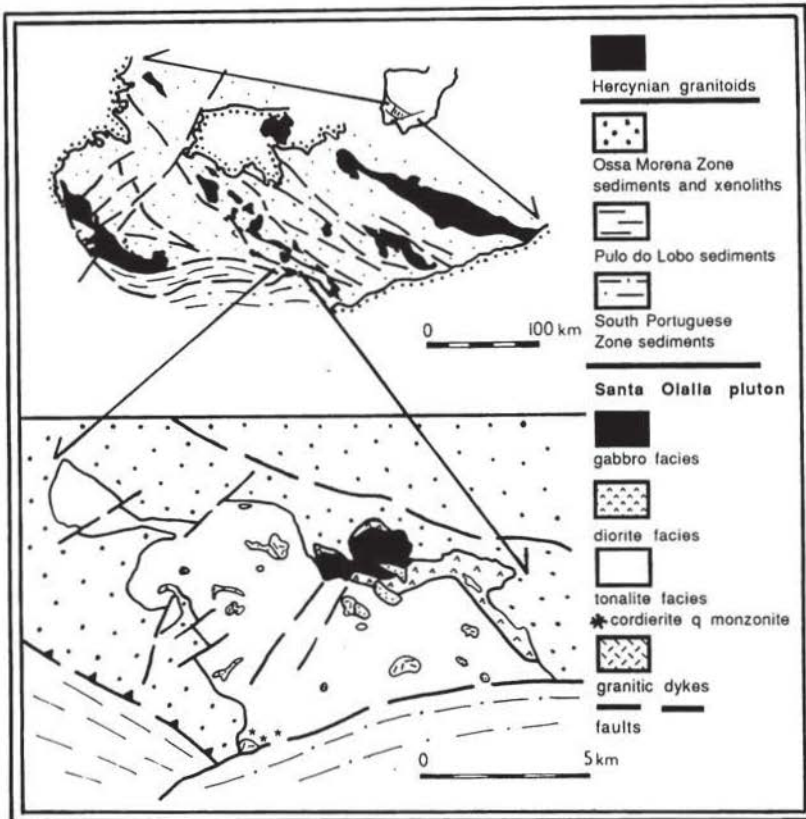 Hercynian granitoids
Ossa Morena Zone
sediments and xenoliths
Pulo do Lobo sediments
South Portuguese
Zone sediments
0 100 km
Santa Olalla pluton
gabbro facies
diorite facies
tonalite facies
cordierite q monzonite
granitic dykes
faults
0 5 km